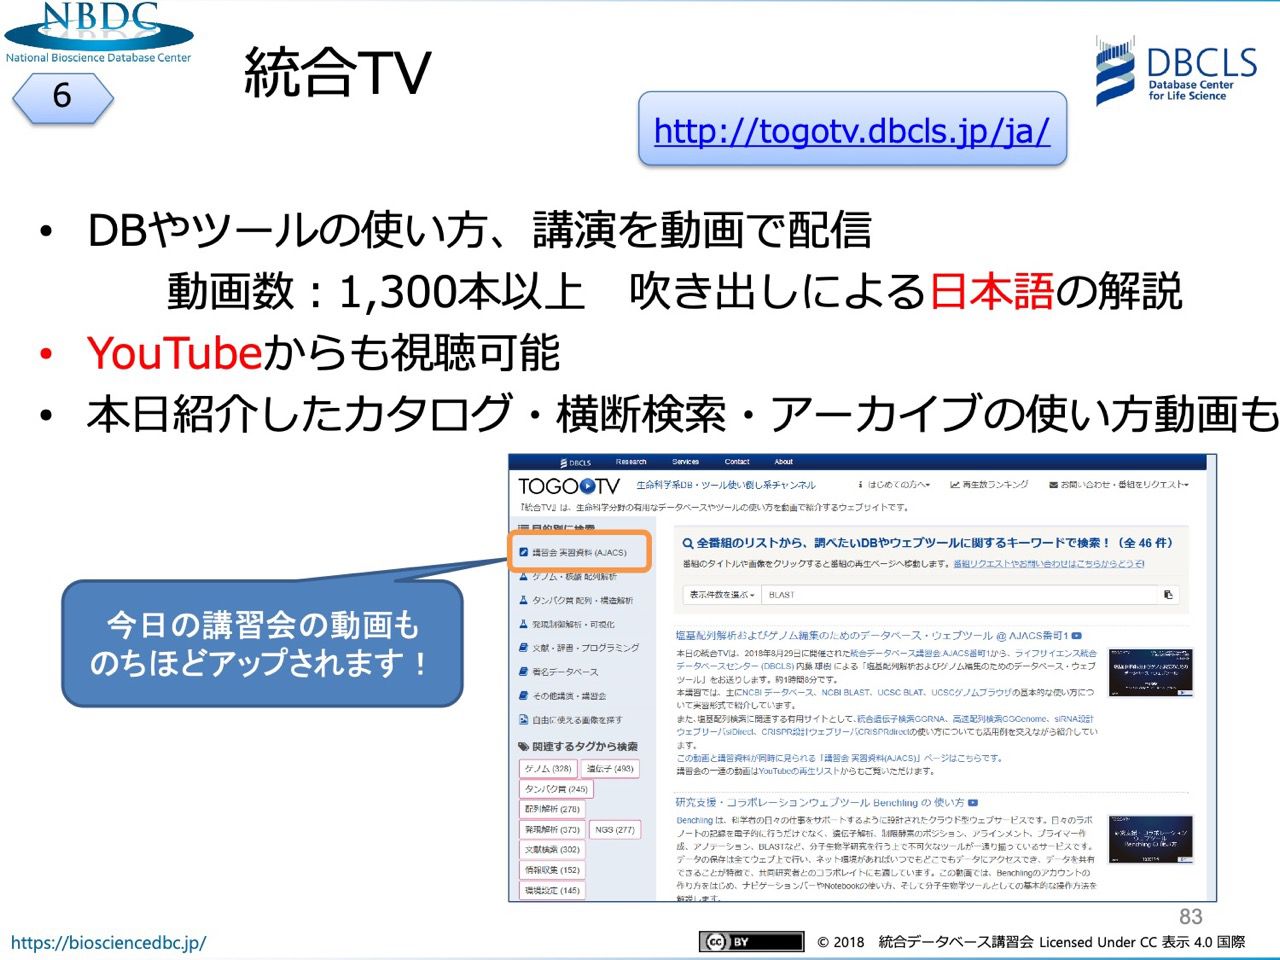 NBDC
National Bioscience Database Center
6
統合TV
DBCLS
Database Center
for Life Science
http://togotv.dbcls.jp/ja/
• DBやツールの使い方、講演を動画で配信
動画数：1,300本以上　吹き出しによる日本語の解説
• YouTubeからも視聴可能
• 本日紹介したカタログ・横断検索・アーカイブの使い方動画も
今日の講習会の動画も
のちほどアップされます！
DBCLS Research Services Contact About
TOGOTV 生命科学系DB・ツール使い倒し系チャンネル はじめての方へ 再生数ランキング お問い合わせ・番組をリクエスト
『統合TV』は、生命科学分野の有用なデータベースやツールの使い方を動画で紹介するウェブサイトです。
目的別に検索
講習会 実習資料 (AJACS)
ゲノム・核酸 配列解析
タンパク質 配列・構造解析
発現制御解析・可視化
文献・辞書・プログラミング
著名データベース
その他講演・講習会
自由に使える画像を探す
関連するタグから検索
ゲノム (328) 遺伝子 (493)
タンパク質 (245)
配列解析 (278)
発現解析 (373) NGS (277)
文献検索 (302)
情報収集 (152)
環境設定 (145)
全番組のリストから、調べたいDBやウェブツールに関するキーワードで検索！（全 46 件）
番組のタイトルや画像をクリックすると番組の再生ページへ移動します。番組リクエストやお問い合わせはこちらからどうぞ!
表示件数を選ぶ BLAST
塩基配列解析およびゲノム編集のためのデータベース・ウェブツール @ AJACS番町1
本日の統合TVは、2018年8月29日に開催された統合データベース講習会:AJACS番町1から、ライフサイエンス統合
データベースセンター (DBCLS) 内藤 雄樹 による「塩基配列解析およびゲノム編集のためのデータベース・ウェブ
ツール」をお送りします。約1時間8分です。
本講習では、主にNCBI データベース、NCBI BLAST、UCSC BLAT、UCSCゲノムブラウザの基本的な使い方につ
いて実習形式で紹介しています。
また、塩基配列検索に関連する有用サイトとして、統合遺伝子検索GGRNA、高速配列検索GGGenome、siRNA設計
ウェブサーバsiDirect、CRISPR設計ウェブサーバCRISPRdirectの使い方についても活用例を交えながら紹介してい
ます。
この動画と講習資料が同時に見られる「講習会 実習資料(AJACS)」ページはこちらです。
講習会の一連の動画はYouTubeの再生リストからもご覧いただけます。
研究支援・コラボレーションウェブツール Benchling の 使い方
Benchling は、科学者の日々の仕事をサポートするように設計されたクラウド型ウェブサービスです。日々のラボ
ノートの記録を電子的に行うだけでなく、遺伝子解析、制限酵素のポジション、アラインメント、プライマー作
成、アノテーション、BLASTなど、分子生物学研究を行う上で不可欠なツールが一通り揃っているサービスです。
データの保存は全てウェブ上で行い、ネット環境があればいつでもどこでもデータにアクセスでき、データを共有
できることが特徴で、共同研究者とのコラボレイトにも適しています。この動画では、Benchlingのアカウントの
作り方をはじめ、ナビゲーションバーやNotebookの使い方、そして分子生物学ツールとしての基本的な操作方法を
解説します。
83
https://biosciencedbc.jp/
CC BY © 2018　統合データベース講習会 Licensed Under CC 表示 4.0 国際